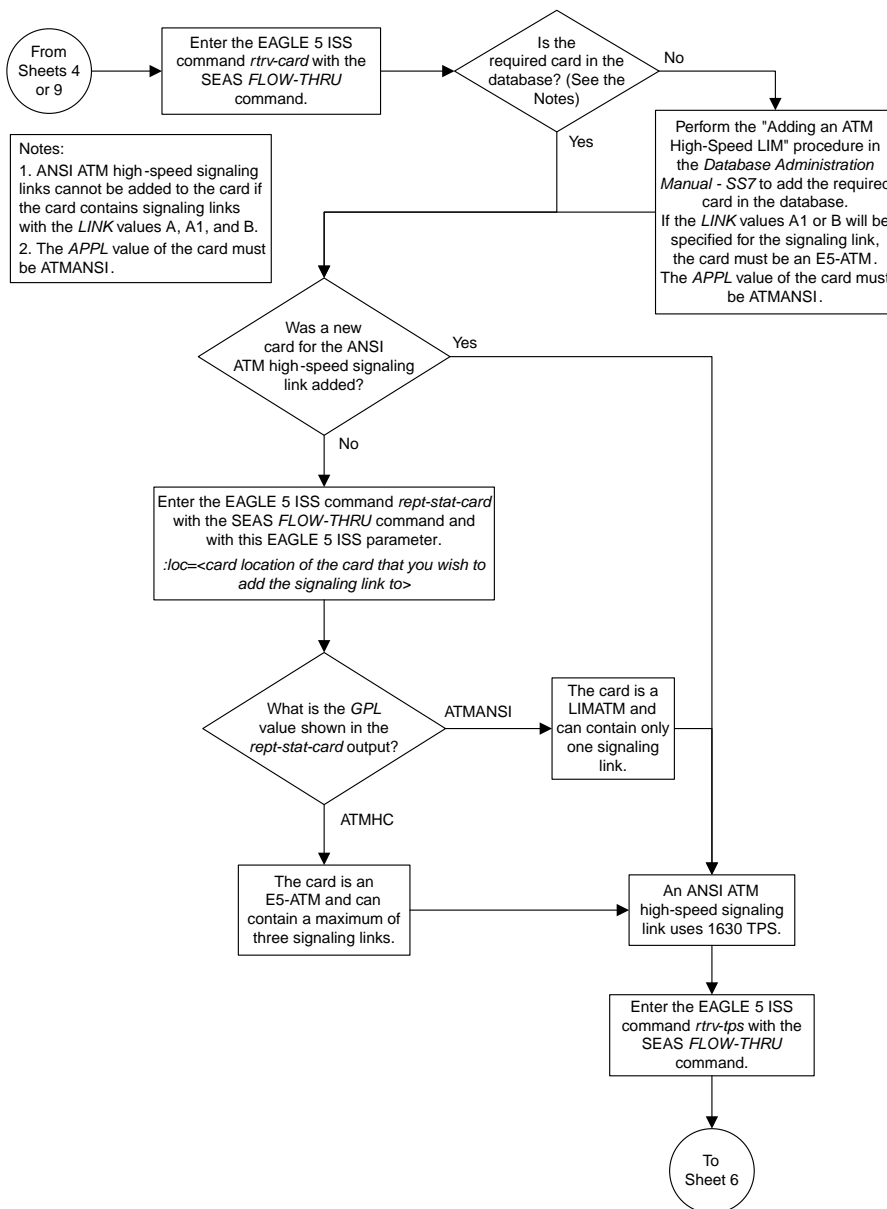 From
Sheets 4
or 9
Enter the EAGLE 5 ISS
command rtrv-card with the
SEAS FLOW-THRU
command.
Is the
required card in the
database? (See the
Notes)
No
Yes
Notes:
1. ANSI ATM high-speed signaling
links cannot be added to the card if
the card contains signaling links
with the LINK values A, A1, and B.
2. The APPL value of the card must
be ATMANSI.
Perform the "Adding an ATM
High-Speed LIM" procedure in
the Database Administration
Manual - SS7 to add the required
card in the database.
If the LINK values A1 or B will be
specified for the signaling link,
the card must be an E5-ATM.
The APPL value of the card must
be ATMANSI.
Was a new
card for the ANSI
ATM high-speed signaling
link added?
Yes
No
Enter the EAGLE 5 ISS command rept-stat-card
with the SEAS FLOW-THRU command and
with this EAGLE 5 ISS parameter.
:loc=<card location of the card that you wish to
add the signaling link to>
What is the GPL
value shown in the
rept-stat-card output?
ATMANSI
The card is a
LIMATM and
can contain only
one signaling
link.
ATMHC
The card is an
E5-ATM and can
contain a maximum of
three signaling links.
An ANSI ATM
high-speed signaling
link uses 1630 TPS.
Enter the EAGLE 5 ISS
command rtrv-tps with the
SEAS FLOW-THRU
command.
To
Sheet 6